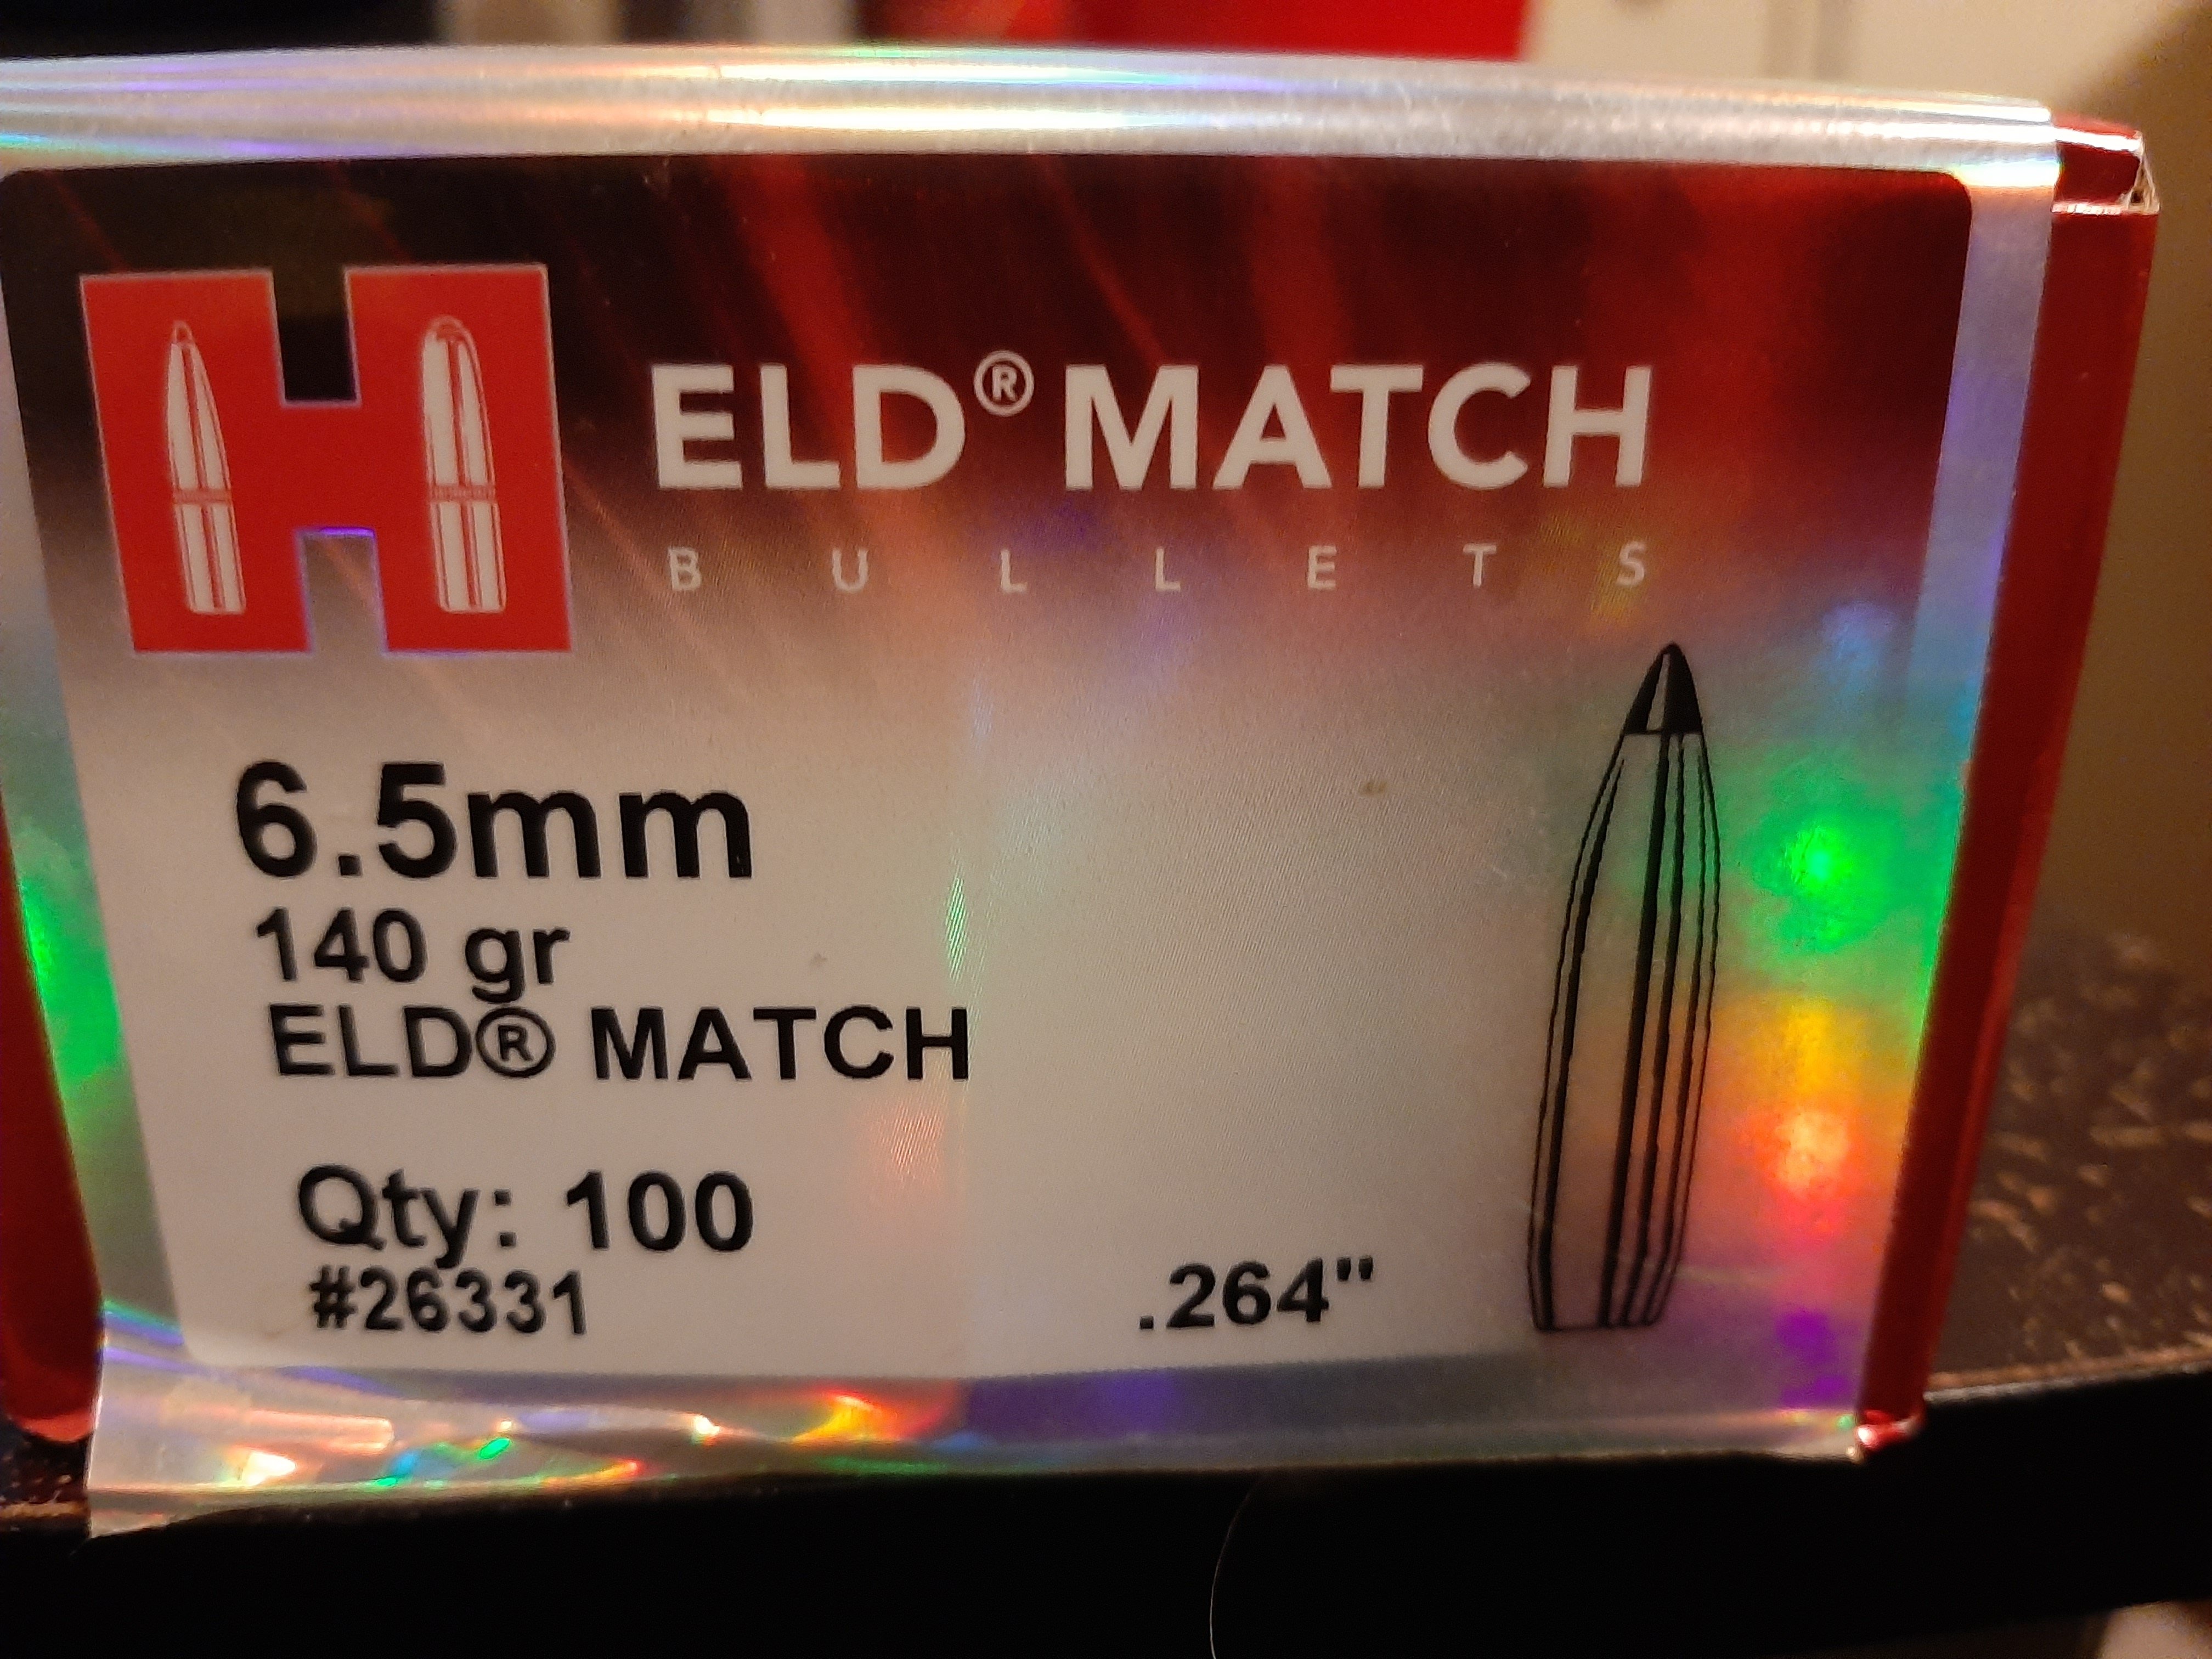 H
ELD® MATCH
BULLETS
6.5mm
140 gr
ELD® MATCH
Qty: 100
#26331
.264"